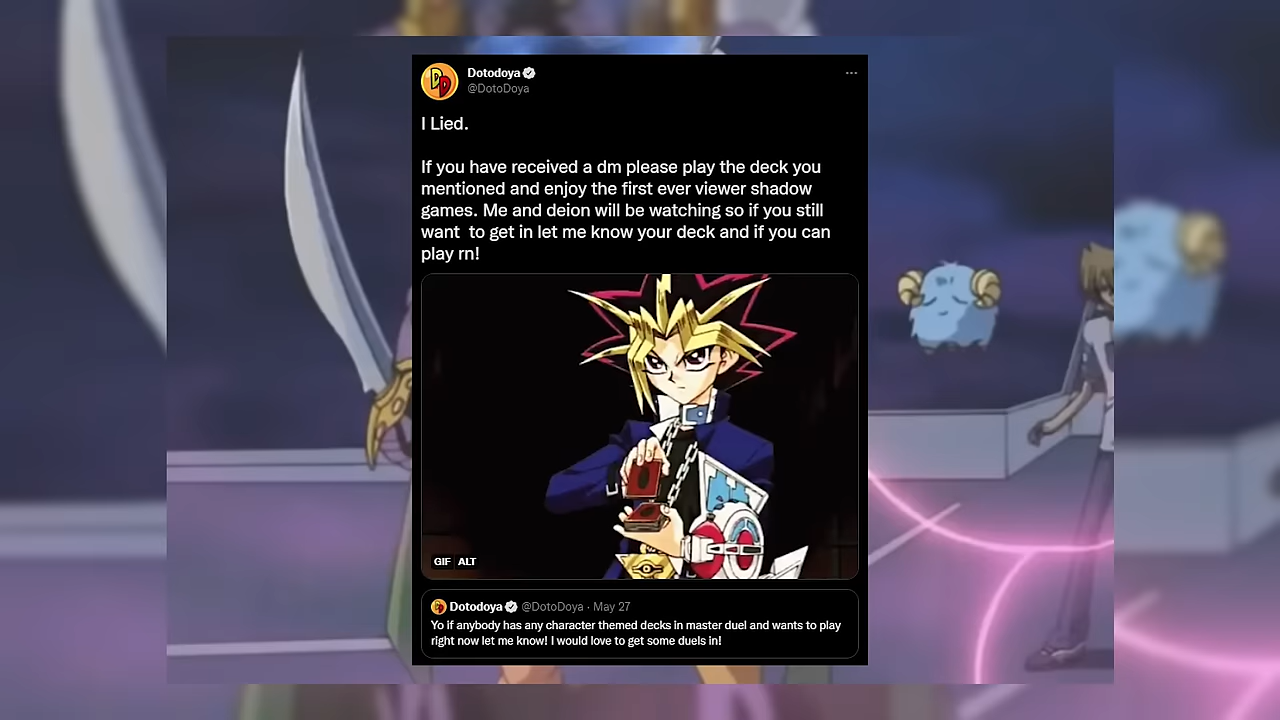 DD
Dotodoya
@DotoDoya
I Lied.
If you have received a dm please play the deck you
mentioned and enjoy the first ever viewer shadow
games. Me and deion will be watching so if you still
want  to get in let me know your deck and if you can
play rn!
GIF ALT
Dotodoya @DotoDoya · May 27
Yo if anybody has any character themed decks in master duel and wants to play
right now let me know! I would love to get some duels in!